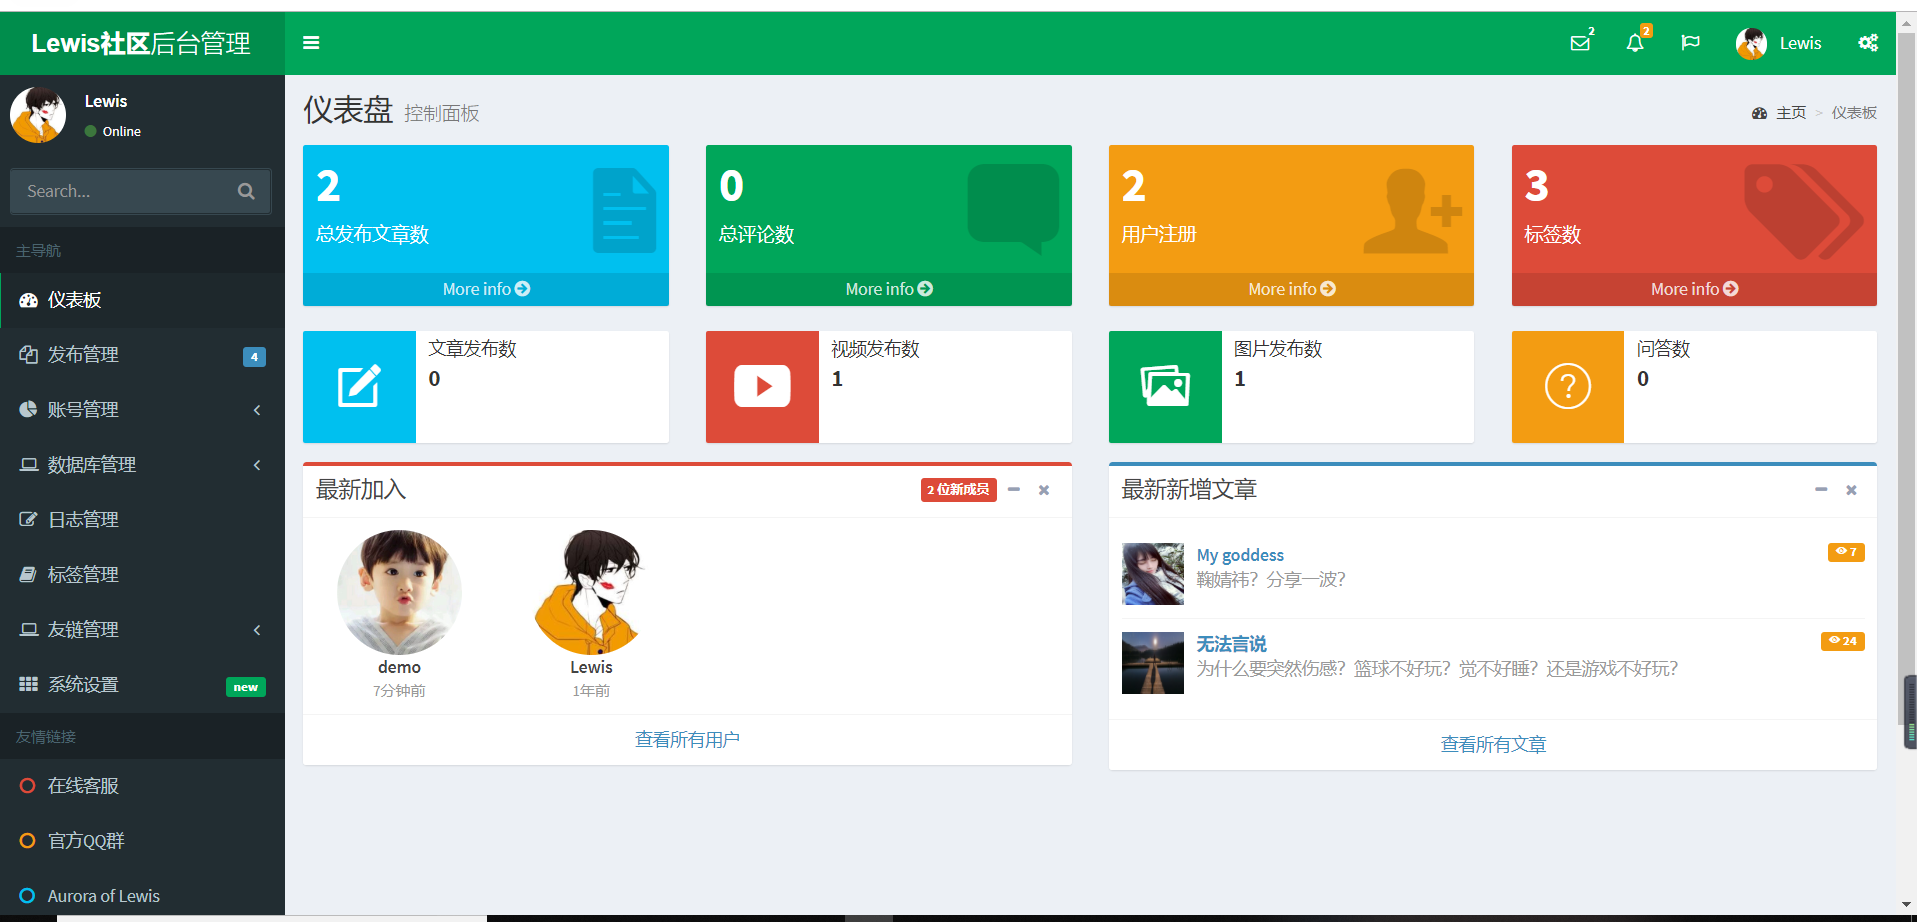 Lewis社区后台管理
2
2
Lewis
Lewis
Online
Search...
主导航
仪表板
发布管理
4
账号管理
数据库管理
日志管理
标签管理
友链管理
系统设置
new
友情链接
在线客服
官方QQ群
Aurora of Lewis
仪表盘 控制面板
主页 > 仪表板
2
总发布文章数
More info
0
总评论数
More info
2
用户注册
More info
3
标签数
More info
文章发布数
0
视频发布数
1
图片发布数
1
问答数
0
最新加入
2 位新成员
demo
7分钟前
Lewis
1年前
查看所有用户
最新新增文章
My goddess
7
鞠婧祎？分享一波？
无法言说
24
为什么要突然伤感？篮球不好玩？觉不好睡？还是游戏不好玩？
查看所有文章